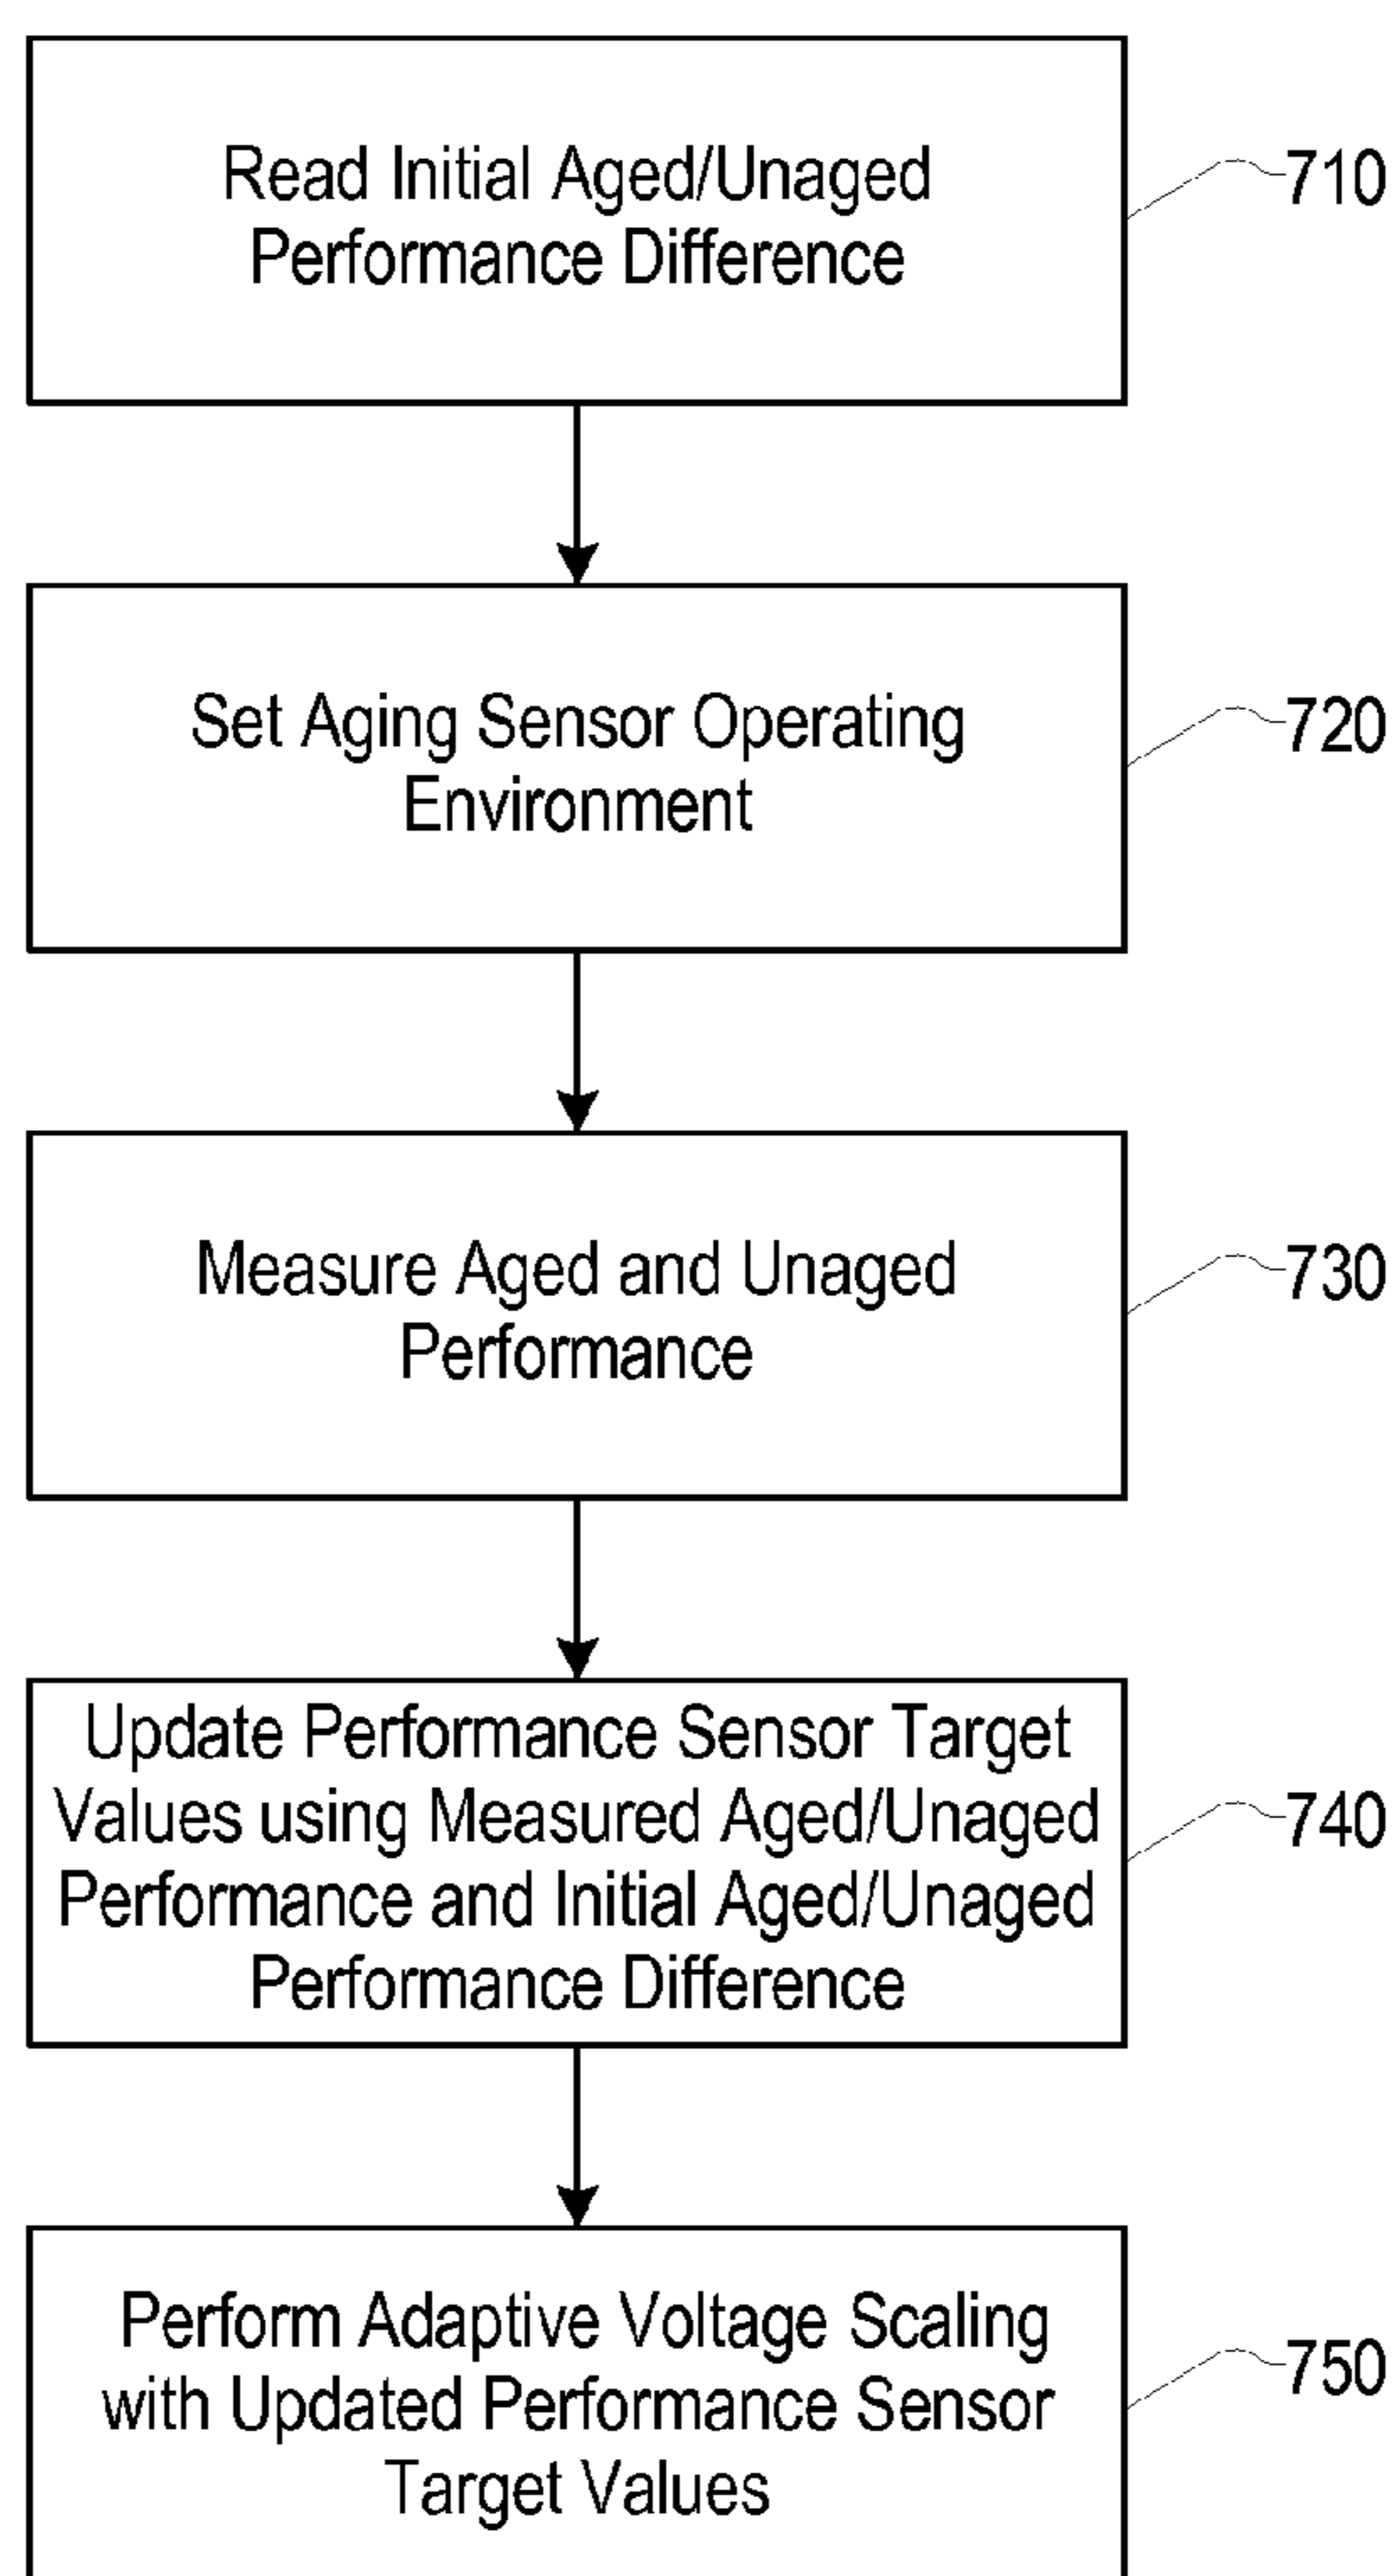 Read Initial Aged/Unaged
Performance Difference
710
Set Aging Sensor Operating
Environment
720
Measure Aged and Unaged
Performance
730
Update Performance Sensor Target
Values using Measured Aged/Unaged
Performance and Initial Aged/Unaged
Performance Difference
740
Perform Adaptive Voltage Scaling
with Updated Performance Sensor
Target Values
750